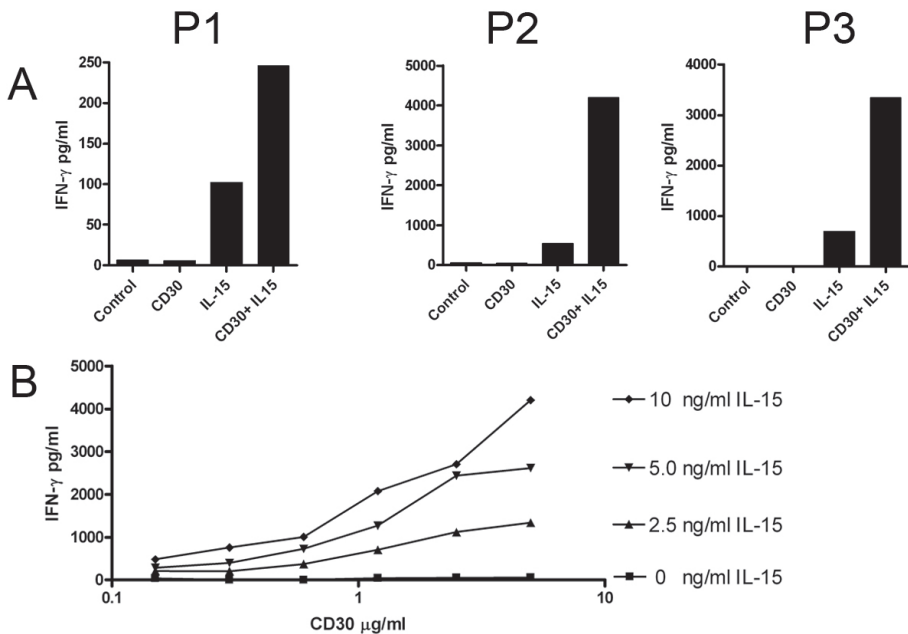 P1 P2 P3
A
IFN-γ pg/ml
250
200
150
100
50
0
Control CD30 IL-15 CD30+ IL15
IFN-γ pg/ml
5000
4000
3000
2000
1000
0
Control CD30 IL-15 CD30+ IL15
IFN-γ pg/ml
4000
3000
2000
1000
0
Control CD30 IL-15 CD30+ IL15
B
IFN-γ pg/ml
5000
4000
3000
2000
1000
0
0.1 1 10
CD30 μg/ml
10 ng/ml IL-15
5.0 ng/ml IL-15
2.5 ng/ml IL-15
0 ng/ml IL-15